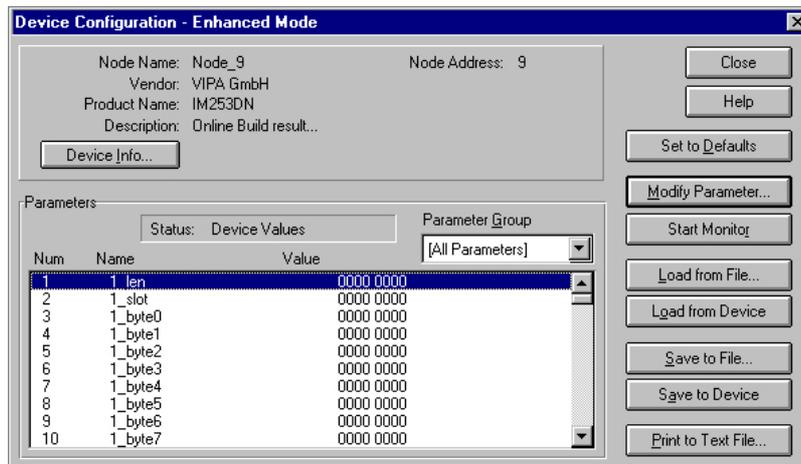 Device Configuration - Enhanced Mode
Node Name: Node_9 Node Address: 9
Vendor: VIPA GmbH
Product Name: IM253DN
Description: Online Build result...
Device Info...
Close
Help
Set to Defaults
Modify Parameter...
Start Monitor
Load from File...
Load from Device
Save to File...
Save to Device
Print to Text File...
Parameters
Status: Device Values
Parameter Group
[All Parameters]
Num Name Value
1 1_len 0000 0000
2 1_slot 0000 0000
3 1_byte0 0000 0000
4 1_byte1 0000 0000
5 1_byte2 0000 0000
6 1_byte3 0000 0000
7 1_byte4 0000 0000
8 1_byte5 0000 0000
9 1_byte6 0000 0000
10 1_byte7 0000 0000